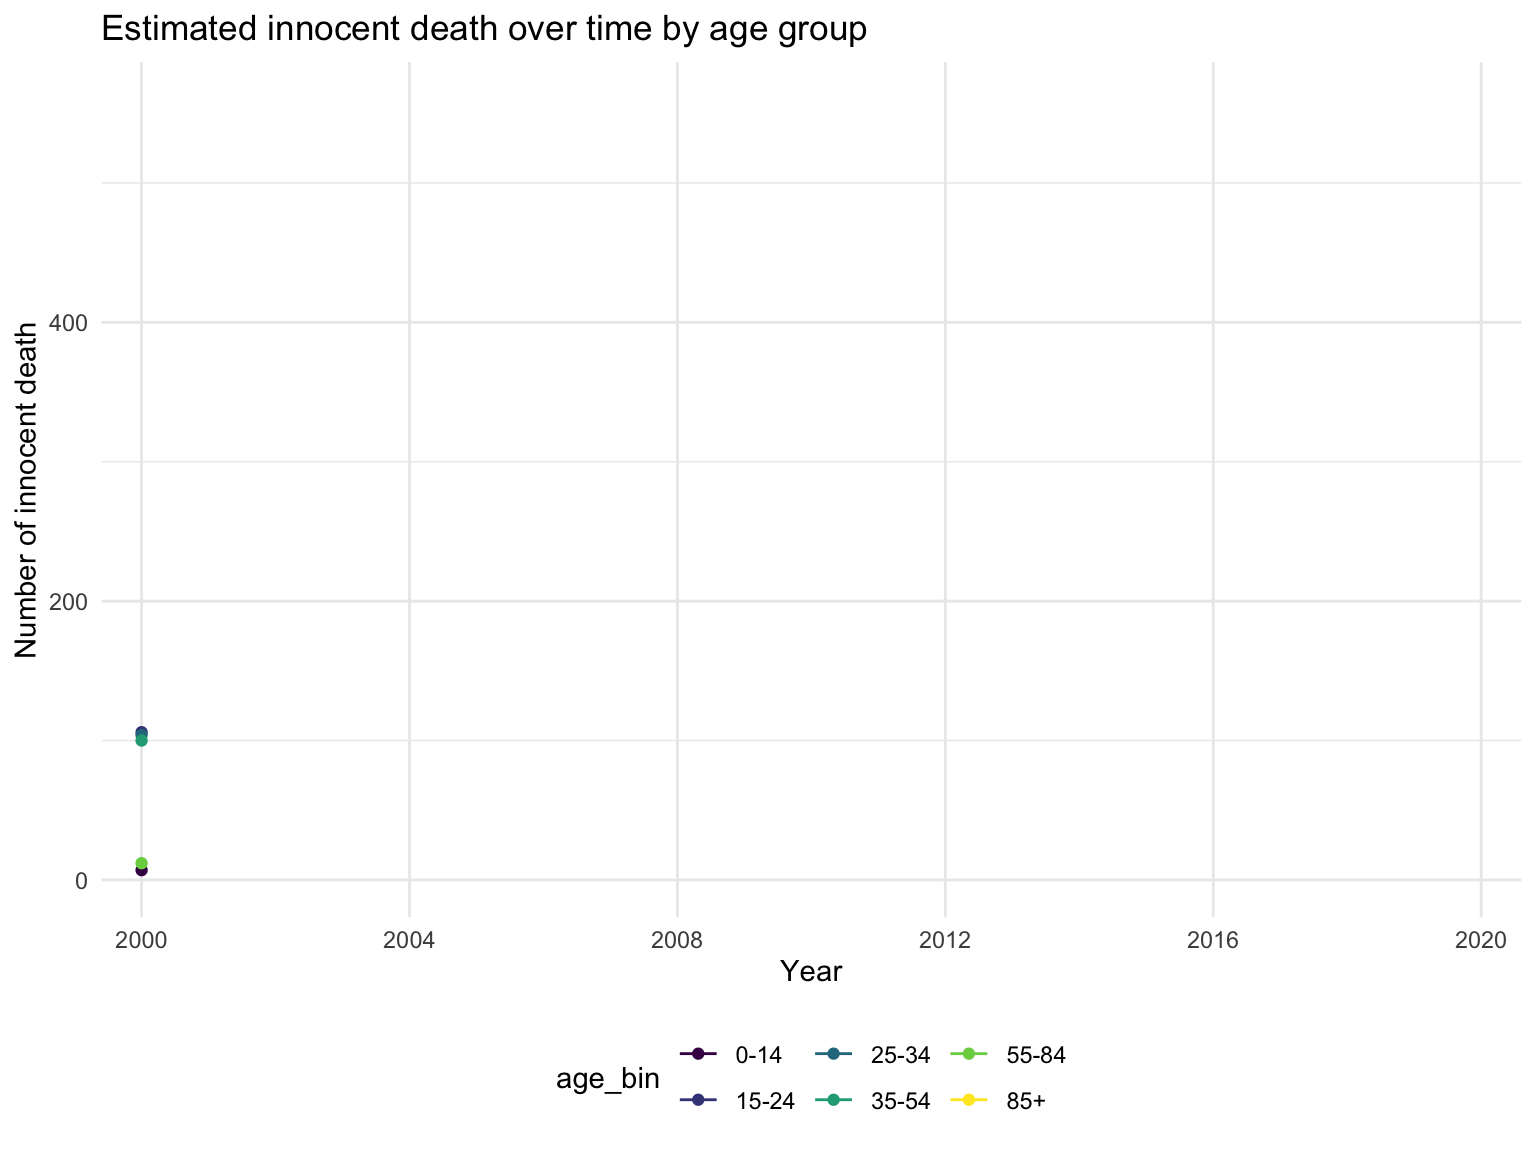 Estimated innocent death over time by age group
Number of innocent death
400
200
0
2000 2004 2008 2012 2016 2020
Year
age_bin
0-14 25-34 55-84
15-24 35-54 85+